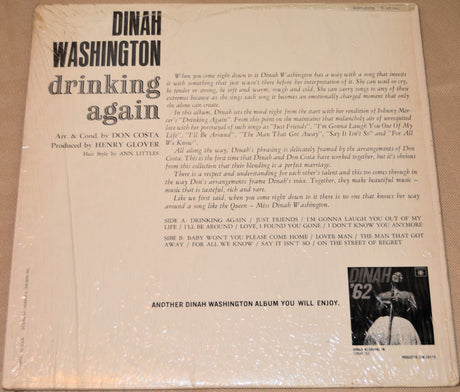 DINAH
WASHINGTON
drinking
again
Arr. & Cond. by DON COSTA
Produced by HENRY GLOVER
Hair Style by ANN LITTLES
When you come right down to it Dinah Washington has a way with a song that invests
it with something that just wasn't there before her interpretation of it. She can wail or cry,
be tender or strong, be soft and warm, rough and cold. She can carry songs to any of these
extremes because as she sings each song it becomes an emotionally charged moment that only
she alone can create.
In this album, Dinah sets the mood right from the start with her rendition of Johnny Mer-
cer's "Drinking Again". From this point on she maintains that melancholy air of unrequited
love with her portrayal of such songs as "Just Friends", "I'm Gonna Laugh You Out Of My
Life", "I'll Be Around", "The Man That Got Away", "Say It Isn't So" and "For All
We Know".
All along the way, Dinah's phrasing is delicately framed by the arrangements of Don
Costa. This is the first time that Dinah and Don Costa have worked together, but it's obvious
from this collection that their blending is a perfect marriage.
There is a respect and understanding for each other's talent and this too comes through in
the way Don's arrangements frame Dinah's voice. Together, they make beautiful music –
music that is tasteful, rich and rare.
Like we first said, when you come right down to it there is no one that knows her way
around a song like the Queen – Miss Dinah Washington.
SIDE A: DRINKING AGAIN / JUST FRIENDS / I'M GONNA LAUGH YOU OUT OF MY
LIFE / I'LL BE AROUND / LOVE, I FOUND YOU GONE / I DON'T KNOW YOU ANYMORE
SIDE B: BABY WON'T YOU PLEASE COME HOME / LOVER MAN / THE MAN THAT GOT
AWAY / FOR ALL WE KNOW / SAY IT ISN'T SO / ON THE STREET OF REGRET
ANOTHER DINAH WASHINGTON ALBUM YOU WILL ENJOY.
DINAH
'62